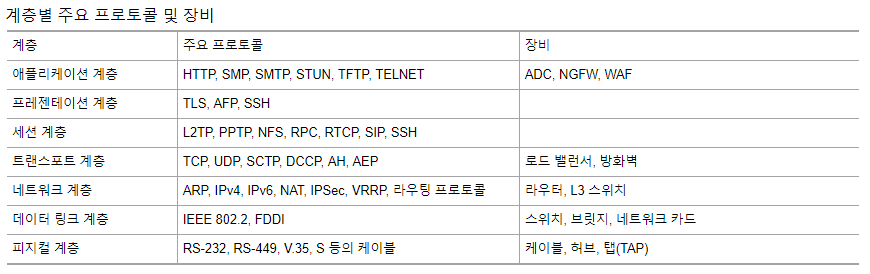 계층별 주요 프로토콜 및 장비
계층 주요 프로토콜 장비
애플리케이션 계층 HTTP, SMP, SMTP, STUN, TFTP, TELNET ADC, NGFW, WAF
프레젠테이션 계층 TLS, AFP, SSH
세션 계층 L2TP, PPTP, NFS, RPC, RTCP, SIP, SSH
트랜스포트 계층 TCP, UDP, SCTP, DCCP, AH, AEP 로드 밸런서, 방화벽
네트워크 계층 ARP, IPv4, IPv6, NAT, IPSec, VRRP, 라우팅 프로토콜 라우터, L3 스위치
데이터 링크 계층 IEEE 802.2, FDDI 스위치, 브릿지, 네트워크 카드
피지컬 계층 RS-232, RS-449, V.35, S 등의 케이블 케이블, 허브, 탭(TAP)